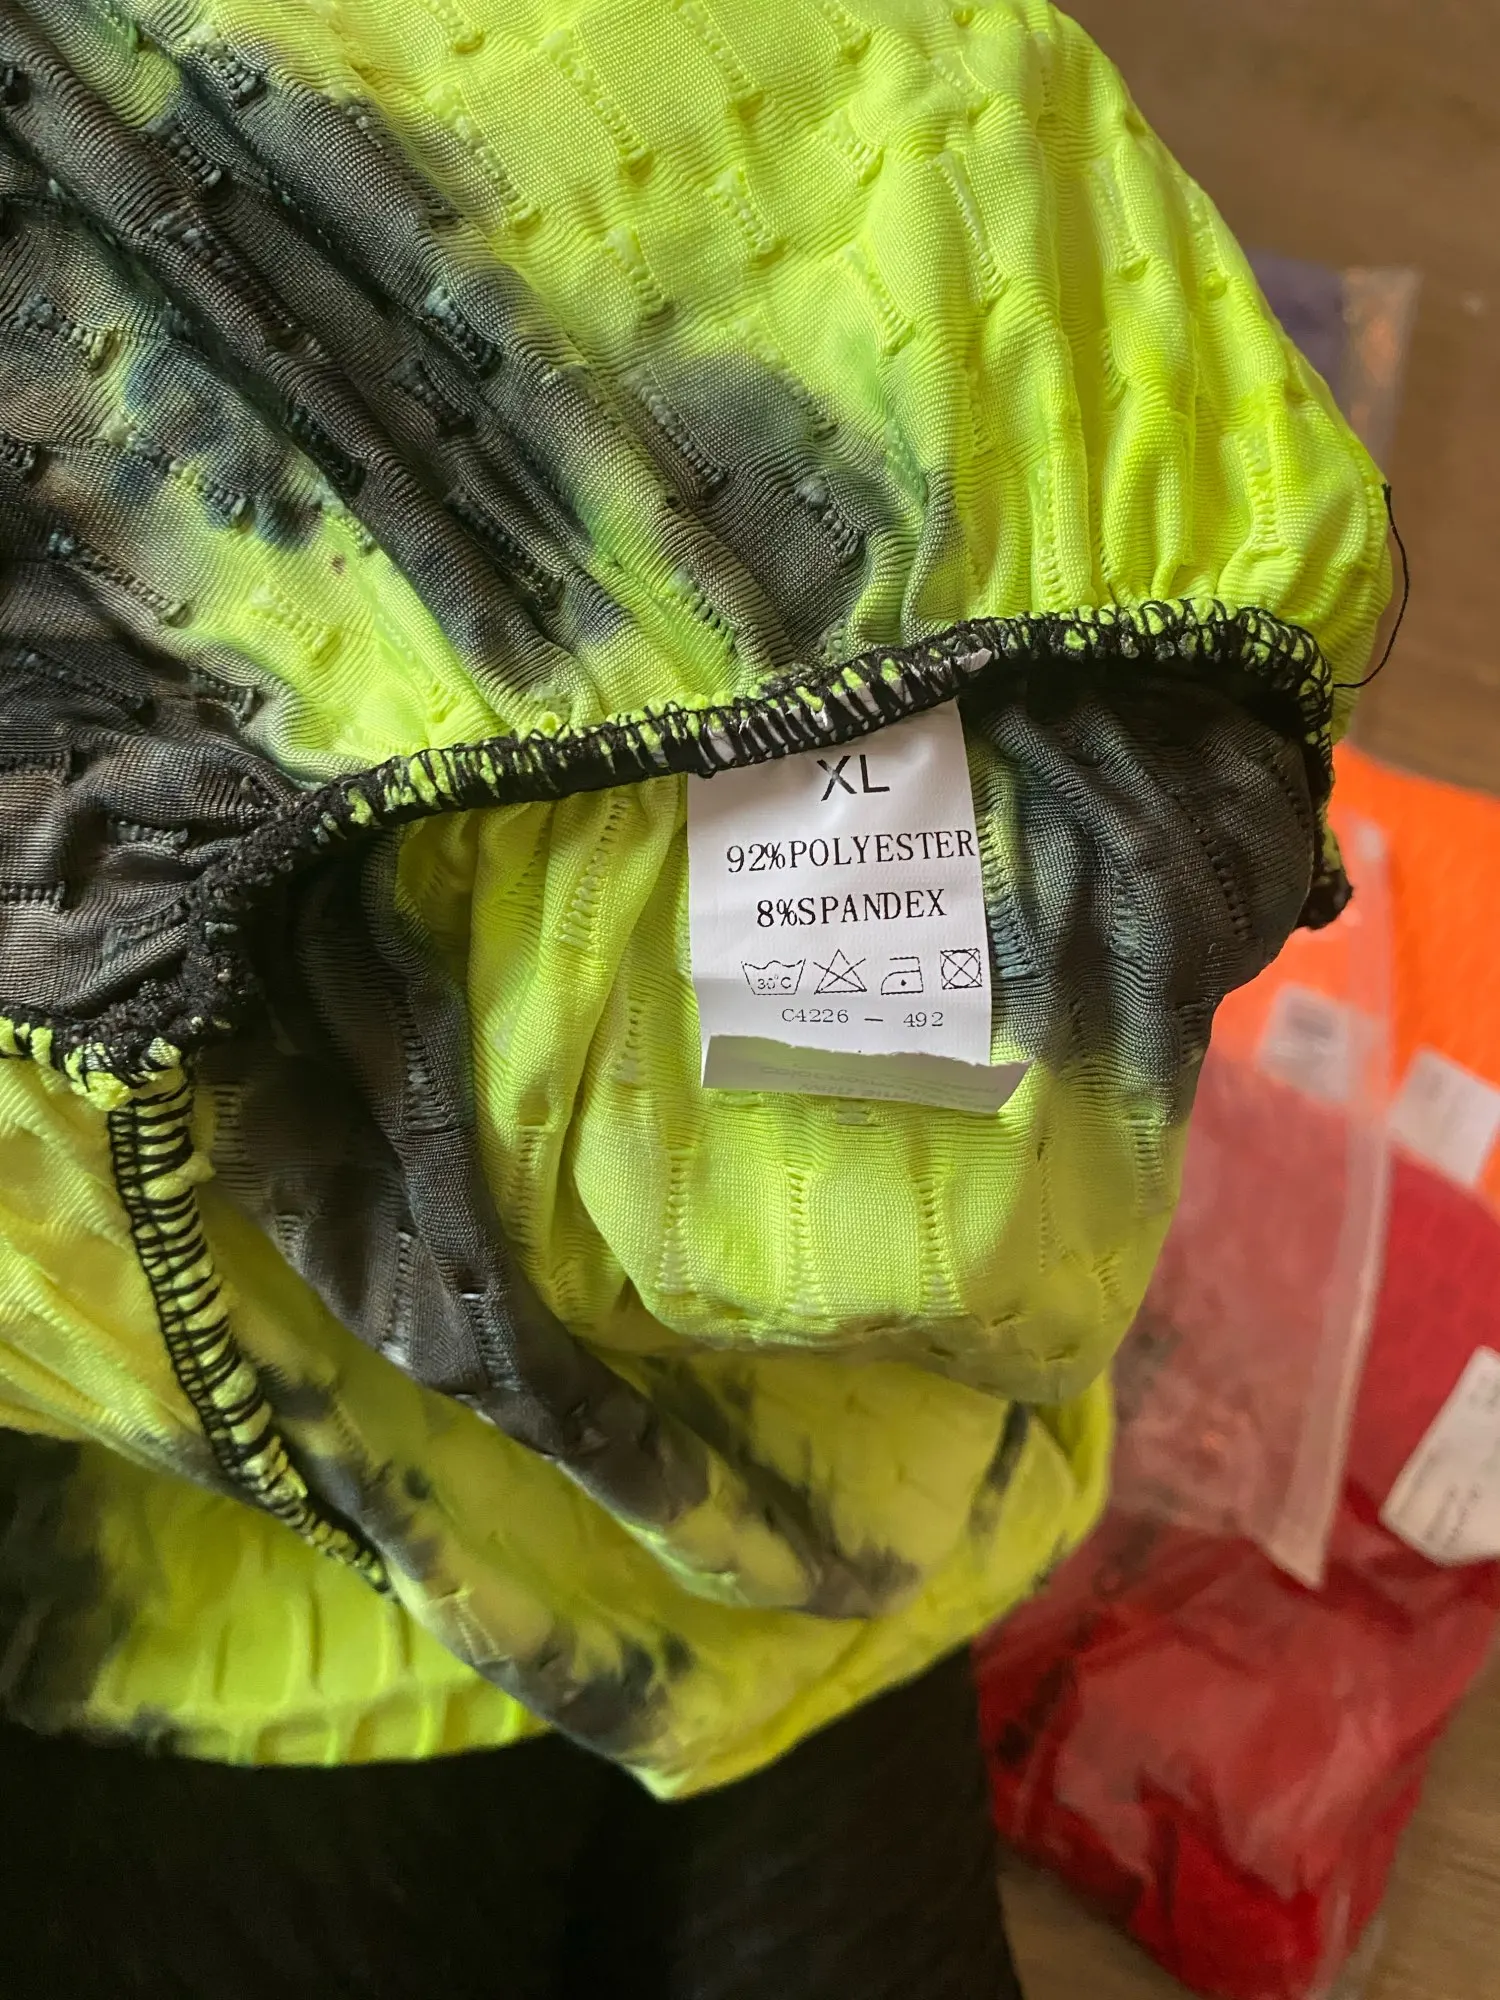 XL
92%POLYESTER
8%SPANDEX
30°C
C4226 — 492